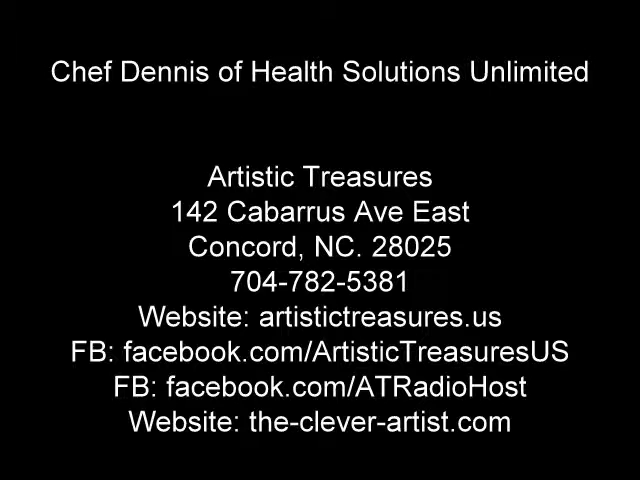 Chef Dennis of Health Solutions Unlimited
Artistic Treasures
142 Cabarrus Ave East
Concord, NC. 28025
704-782-5381
Website: artistictreasures.us
FB: facebook.com/ArtisticTreasuresUS
FB: facebook.com/ATRadioHost
Website: the-clever-artist.com